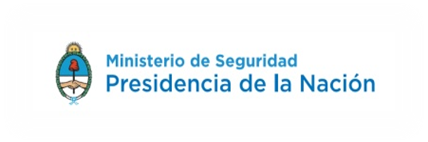 Ministerio de Seguridad
Presidencia de la Nación